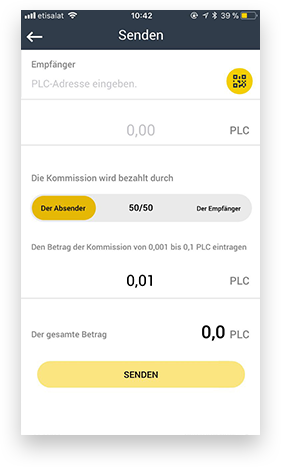 etisalat 10:42 39 %
Senden
Empfänger
PLC-Adresse eingeben.
0,00 PLC
Die Kommission wird bezahlt durch
Der Absender 50/50 Der Empfänger
Den Betrag der Kommission von 0,001 bis 0,1 PLC eintragen
0,01 PLC
Der gesamte Betrag 0,0 PLC
SENDEN